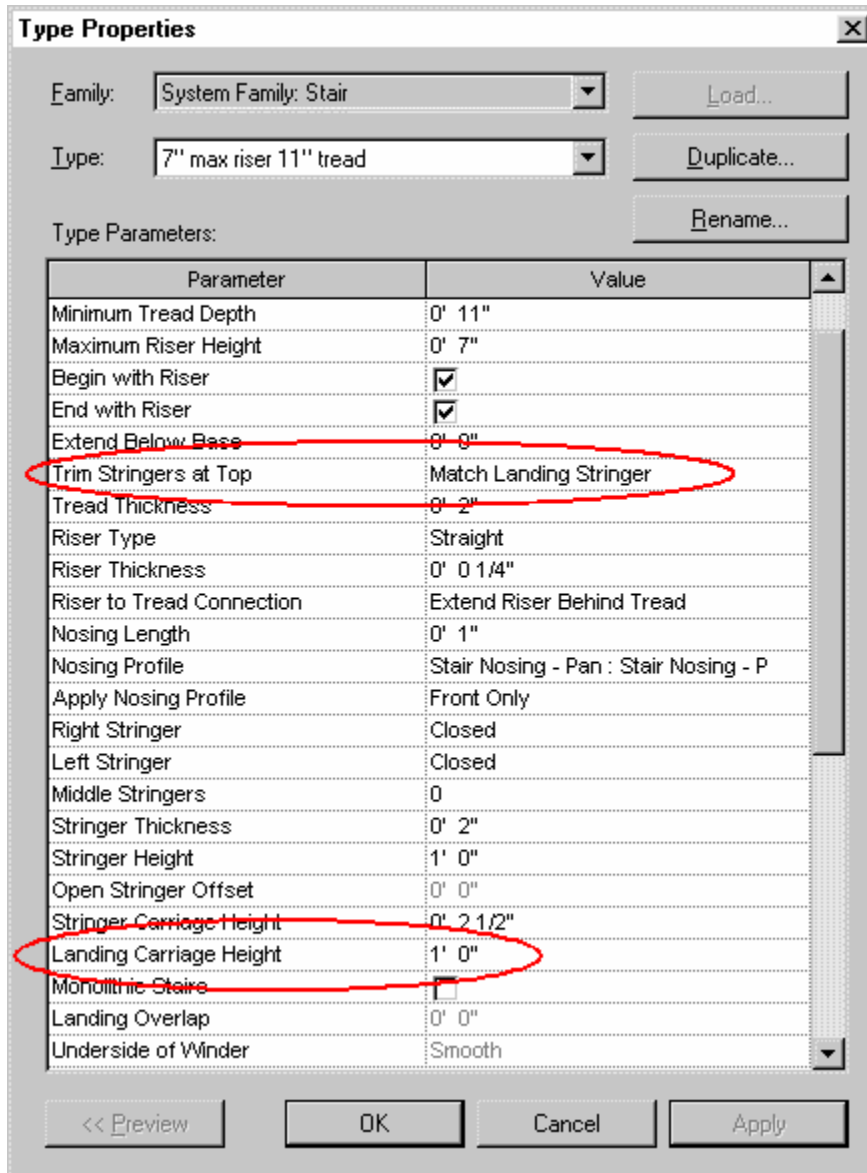 Type Properties
Family: System Family: Stair Load...
Type: 7" max riser 11" tread Duplicate...
Rename...
Type Parameters:
Parameter Value
Minimum Tread Depth 0' 11"
Maximum Riser Height 0' 7"
Begin with Riser
End with Riser
Extend Below Base 0' 0"
Trim Stringers at Top Match Landing Stringer
Tread Thickness 0' 2"
Riser Type Straight
Riser Thickness 0' 0 1/4"
Riser to Tread Connection Extend Riser Behind Tread
Nosing Length 0' 1"
Nosing Profile Stair Nosing - Pan : Stair Nosing - P
Apply Nosing Profile Front Only
Right Stringer Closed
Left Stringer Closed
Middle Stringers 0
Stringer Thickness 0' 2"
Stringer Height 1' 0"
Open Stringer Offset 0' 0"
Stringer Carriage Height 0' 2 1/2"
Landing Carriage Height 1' 0"
Monolithic Stairs
Landing Overlap 0' 0"
Underside of Winder Smooth
<< Preview OK Cancel Apply